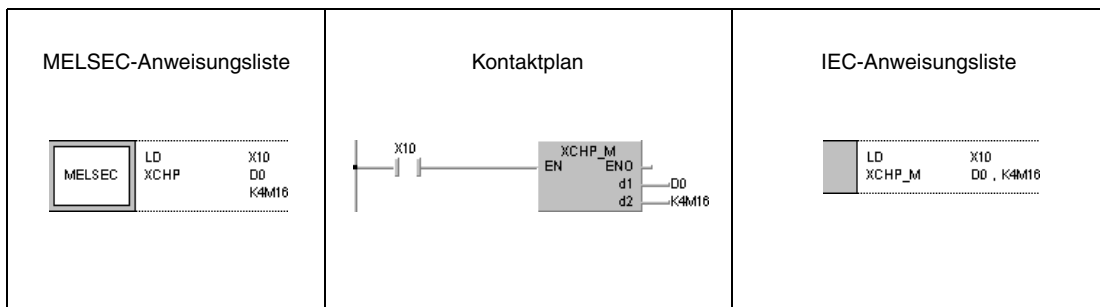 MELSEC-Anweisungsliste
MELSEC
LD X10
XCHP D0
K4M16
Kontaktplan
X10
XCHP_M
EN ENO
d1 D0
d2 K4M16
IEC-Anweisungsliste
LD X10
XCHP_M D0 , K4M16